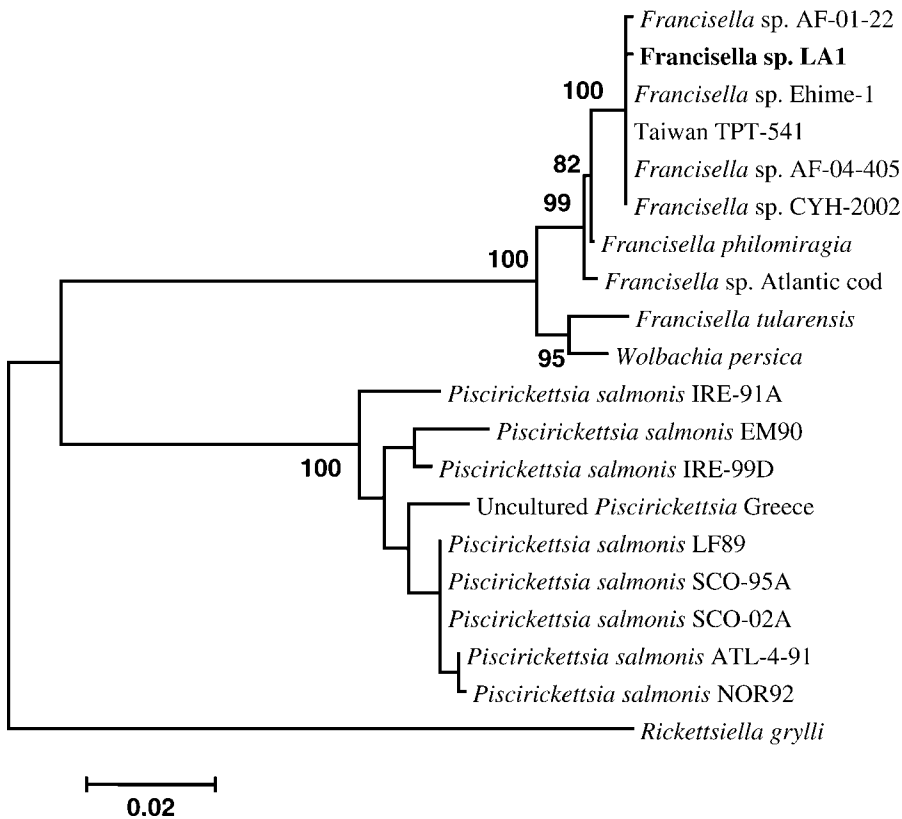 Francisella sp. AF-01-22
Francisella sp. LA1
100
Francisella sp. Ehime-1
Taiwan TPT-541
82
Francisella sp. AF-04-405
99
Francisella sp. CYH-2002
Francisella philomiragia
100
Francisella sp. Atlantic cod
Francisella tularensis
95
Wolbachia persica
Piscirickettsia salmonis IRE-91A
Piscirickettsia salmonis EM90
100
Piscirickettsia salmonis IRE-99D
Uncultured Piscirickettsia Greece
Piscirickettsia salmonis LF89
Piscirickettsia salmonis SCO-95A
Piscirickettsia salmonis SCO-02A
Piscirickettsia salmonis ATL-4-91
Piscirickettsia salmonis NOR92
Rickettsiella grylli
0.02